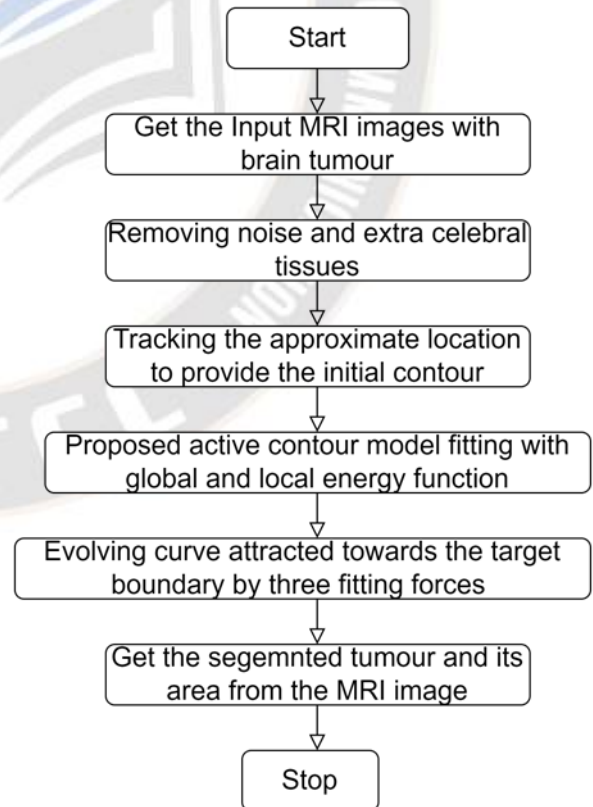 Start
Get the Input MRI images with
brain tumour
Removing noise and extra celebral
tissues
Tracking the approximate location
to provide the initial contour
Proposed active contour model fitting with
global and local energy function
Evolving curve attracted towards the target
boundary by three fitting forces
Get the segemnted tumour and its
area from the MRI image
Stop